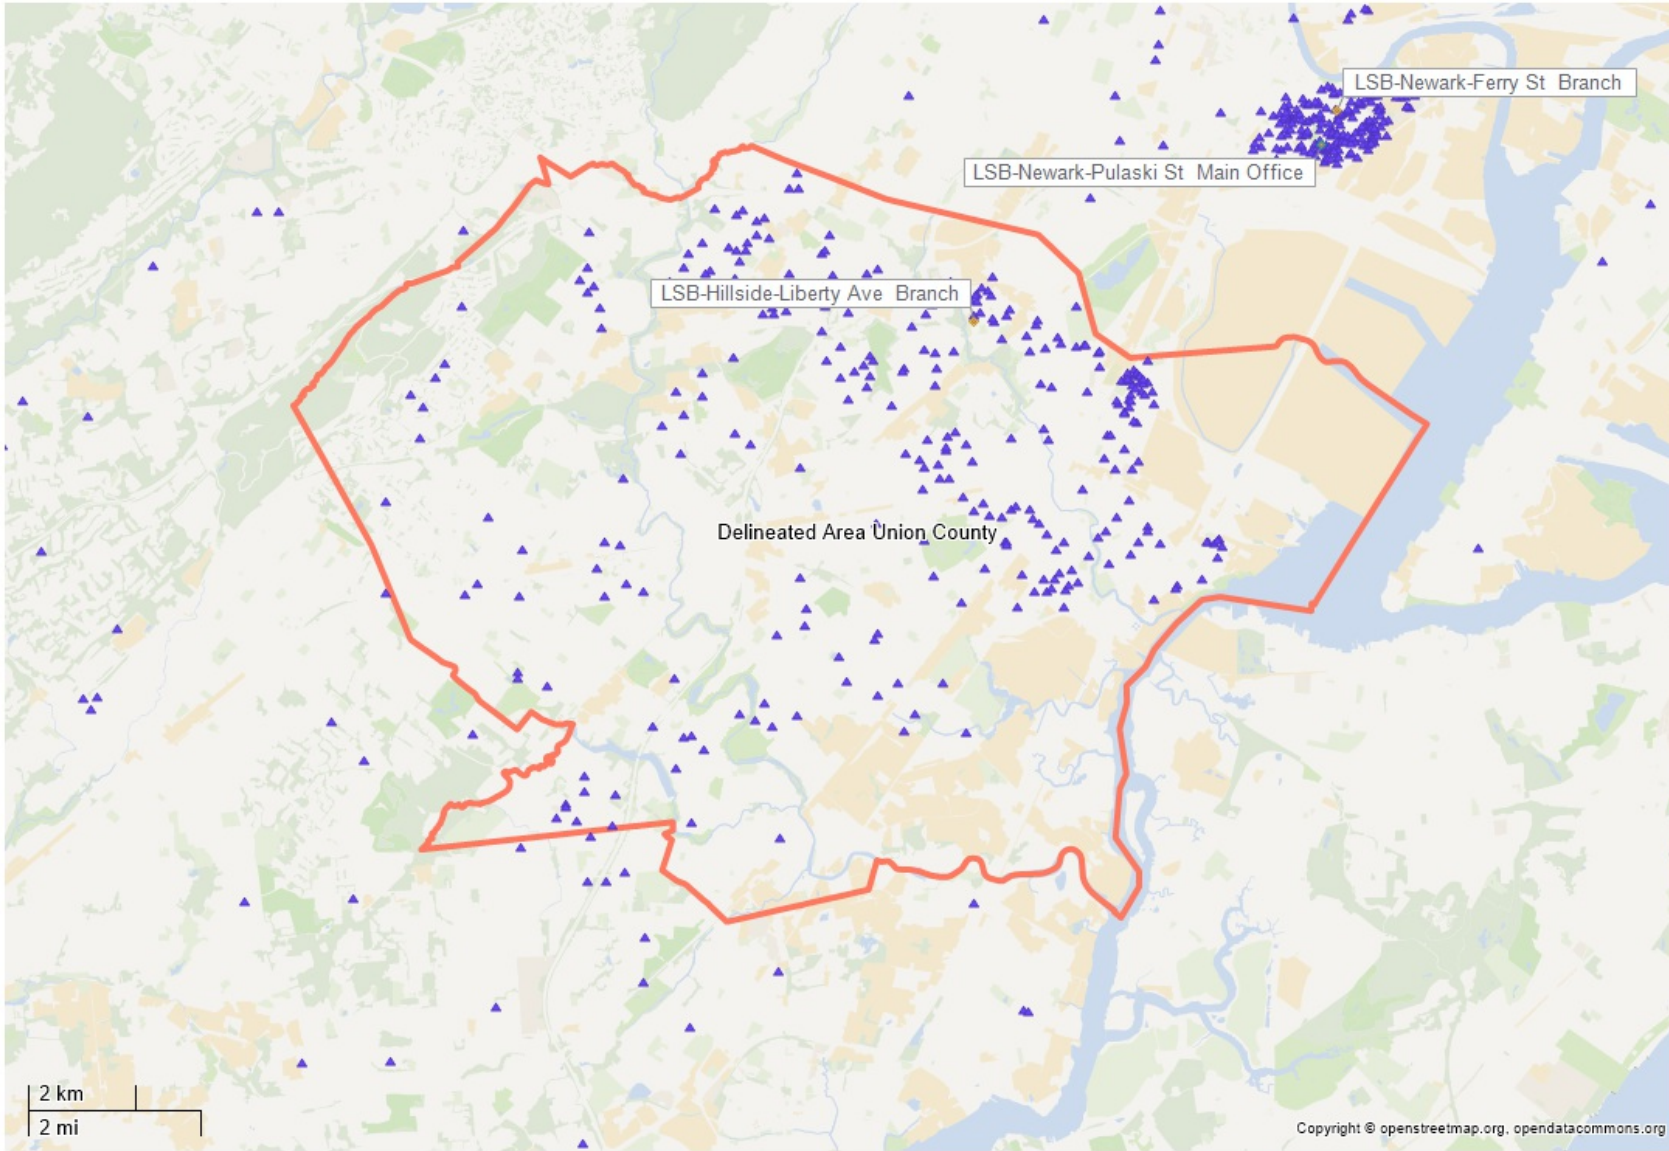 LSB-Newark-Ferry St Branch
LSB-Newark-Pulaski St Main Office
LSB-Hillside-Liberty Ave Branch
Delineated Area Union County
2 km
2 mi
Copyright © openstreetmap.org, opendatacommons.org